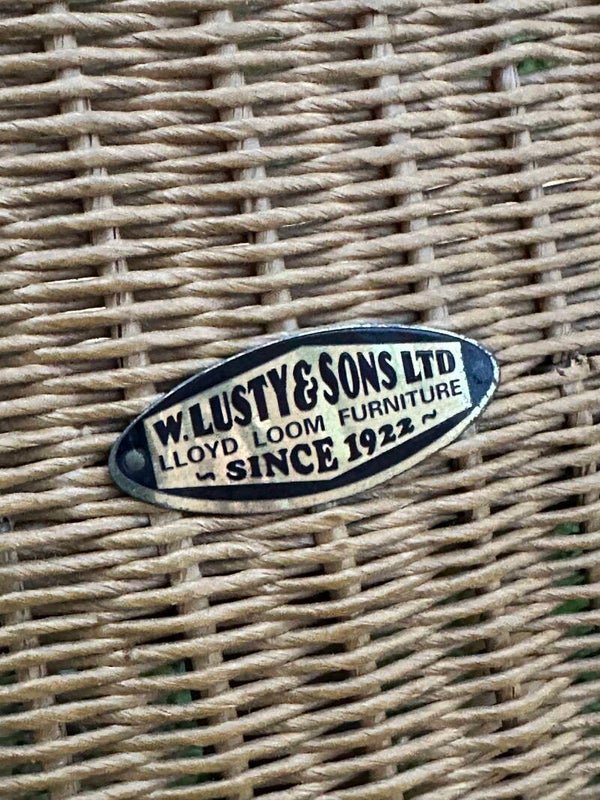 W. LUSTY & SONS LTD
LLOYD LOOM FURNITURE
~ SINCE 1922 ~